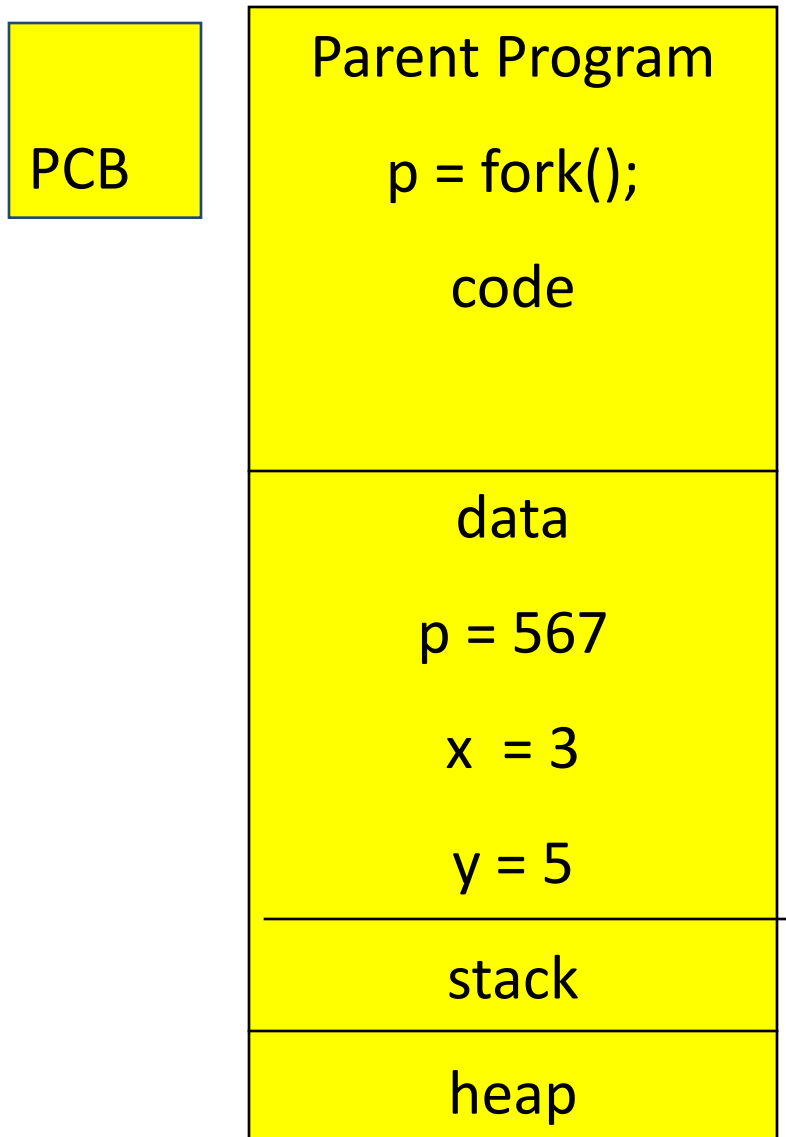 PCB
Parent Program
p = fork();
code
data
p = 567
x  = 3
y = 5
stack
heap